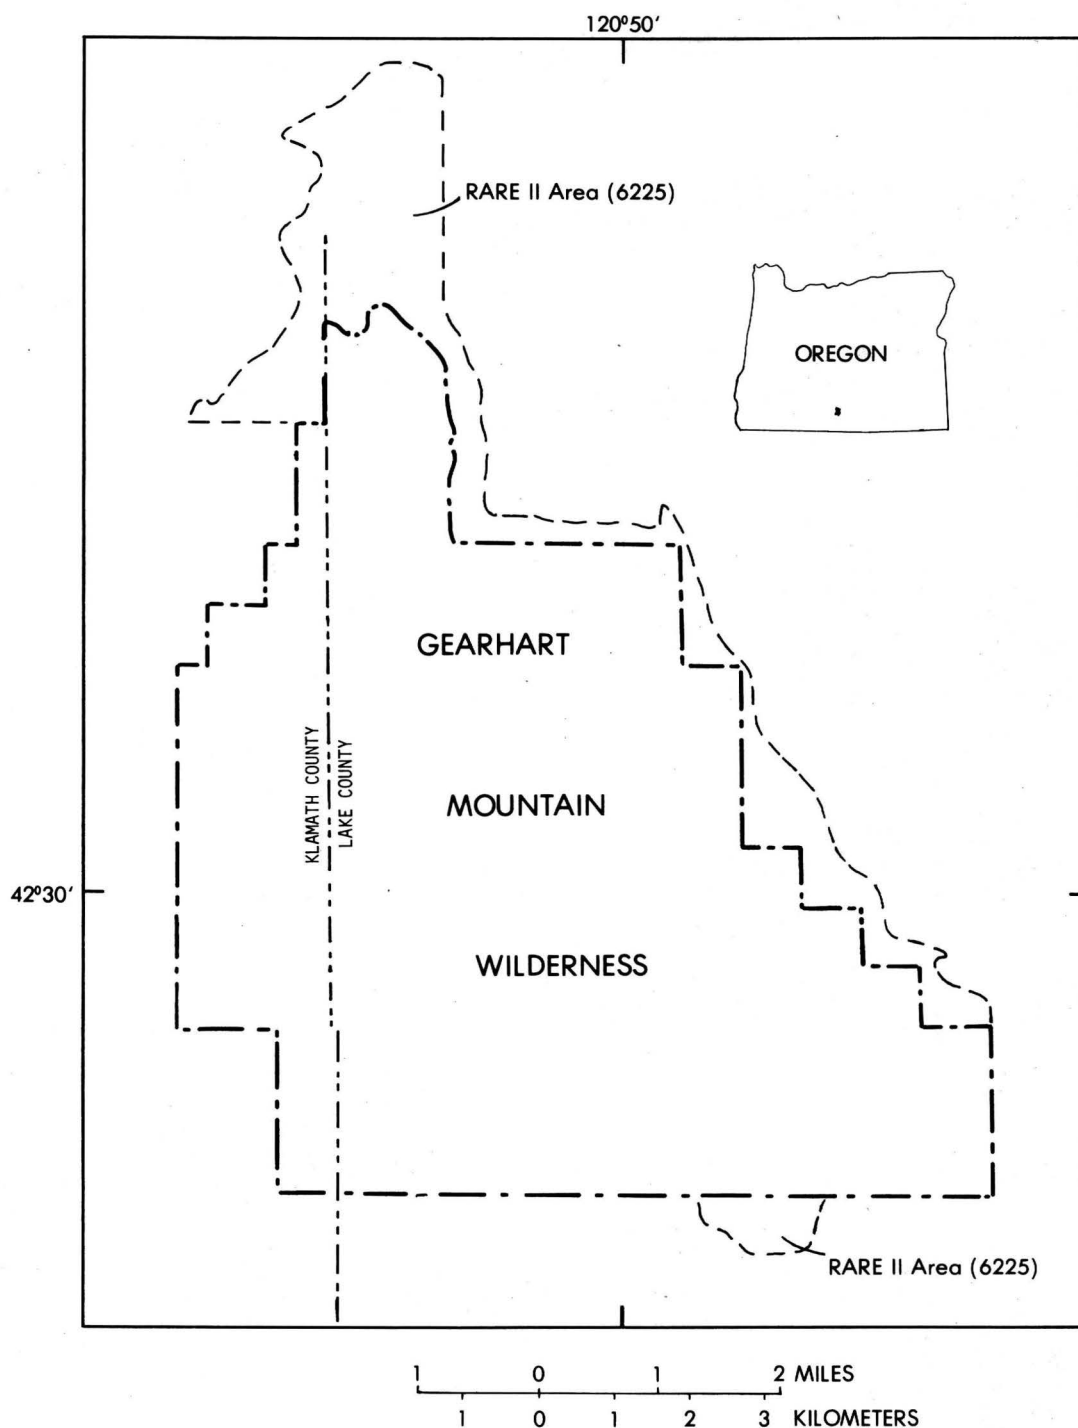 120°50'
RARE II Area (6225)
OREGON
GEARHART
KLAMATH COUNTY
LAKE COUNTY
MOUNTAIN
42°30'
WILDERNESS
RARE II Area (6225)
1 0 1 2 MILES
1 0 1 2 3 KILOMETERS